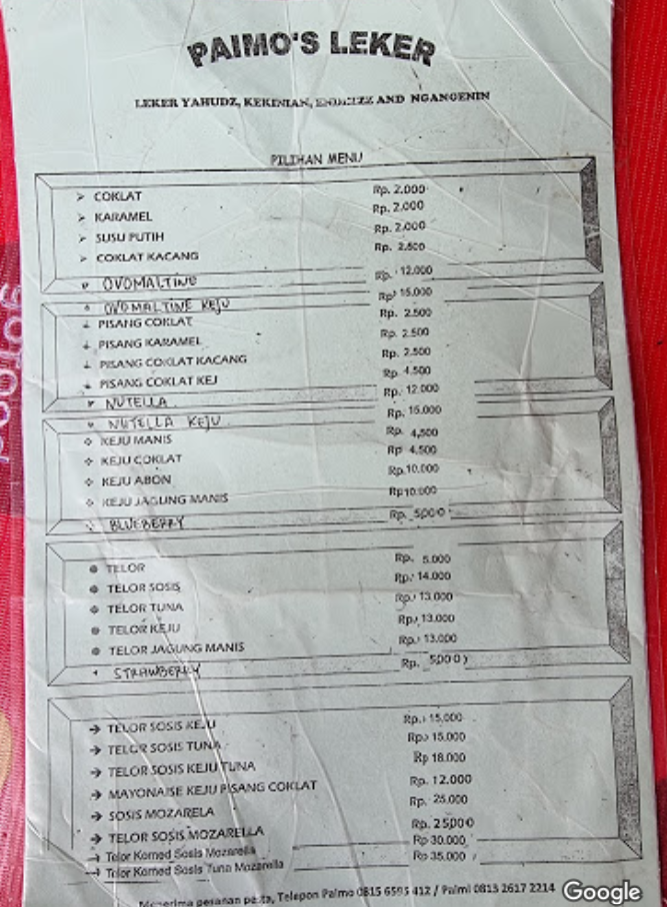 PAIMO'S LEKER
LEKER YAHUDZ, KEKINIAN, ENDEEZZ AND NGANGENIN
PILIHAN MENU
COKLAT Rp. 2.000
KARAMEL Rp. 2.000
SUSU PUTIH Rp. 2.000
COKLAT KACANG Rp. 2.500
OVOMALTINE Rp. 12.000
OVOMALTINE KEJU Rp. 15.000
PISANG COKLAT Rp. 2.500
PISANG KARAMEL Rp. 2.500
PISANG COKLAT KACANG Rp. 2.500
PISANG COKLAT KEJ Rp. 4.500
NUTELLA Rp. 12.000
NUTELLA KEJU Rp. 15.000
KEJU MANIS Rp. 4,500
KEJU COKLAT Rp 4.500
KEJU ABON Rp.10.000
KEJU JAGUNG MANIS Rp10.000
BLUEBERRY Rp. 5000
TELOR Rp. 5.000
TELOR SOSIS Rp. 14.000
TELOR TUNA Rp. 13.000
TELOR KEJU Rp. 13.000
TELOR JAGUNG MANIS Rp. 13.000
STRAWBERRY Rp. 5000
TELOR SOSIS KEJU Rp. 15.000
TELOR SOSIS TUNA Rp. 15.000
TELOR SOSIS KEJU TUNA Rp 18.000
MAYONAISE KEJU PISANG COKLAT Rp. 12.000
SOSIS MOZARELA Rp. 25.000
TELOR SOSIS MOZARELLA Rp. 25000
Telor Korned Sosis Mozarella Rp 30.000
Telor Korned Sosis Tuna Mozarella Rp 35.000
Menerima pesanan pesta, Telepon Paimo 0815 6595 412 / Paimi 0813 2617 2214
Google